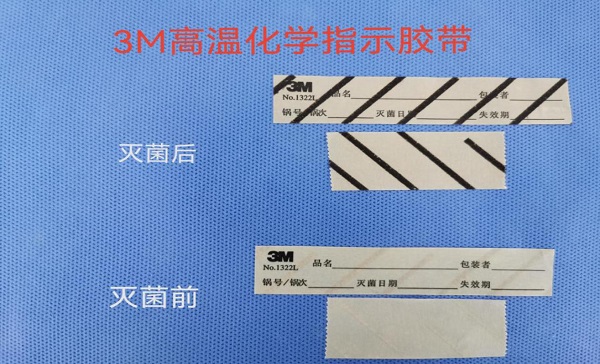 3M高温化学指示胶带
3M
No.1322L 品名 包装者
锅号/锅次 灭菌日期 失效期
灭菌后
3M
No.1322L 品名 包装者
锅号/锅次 灭菌日期 失效期
灭菌前